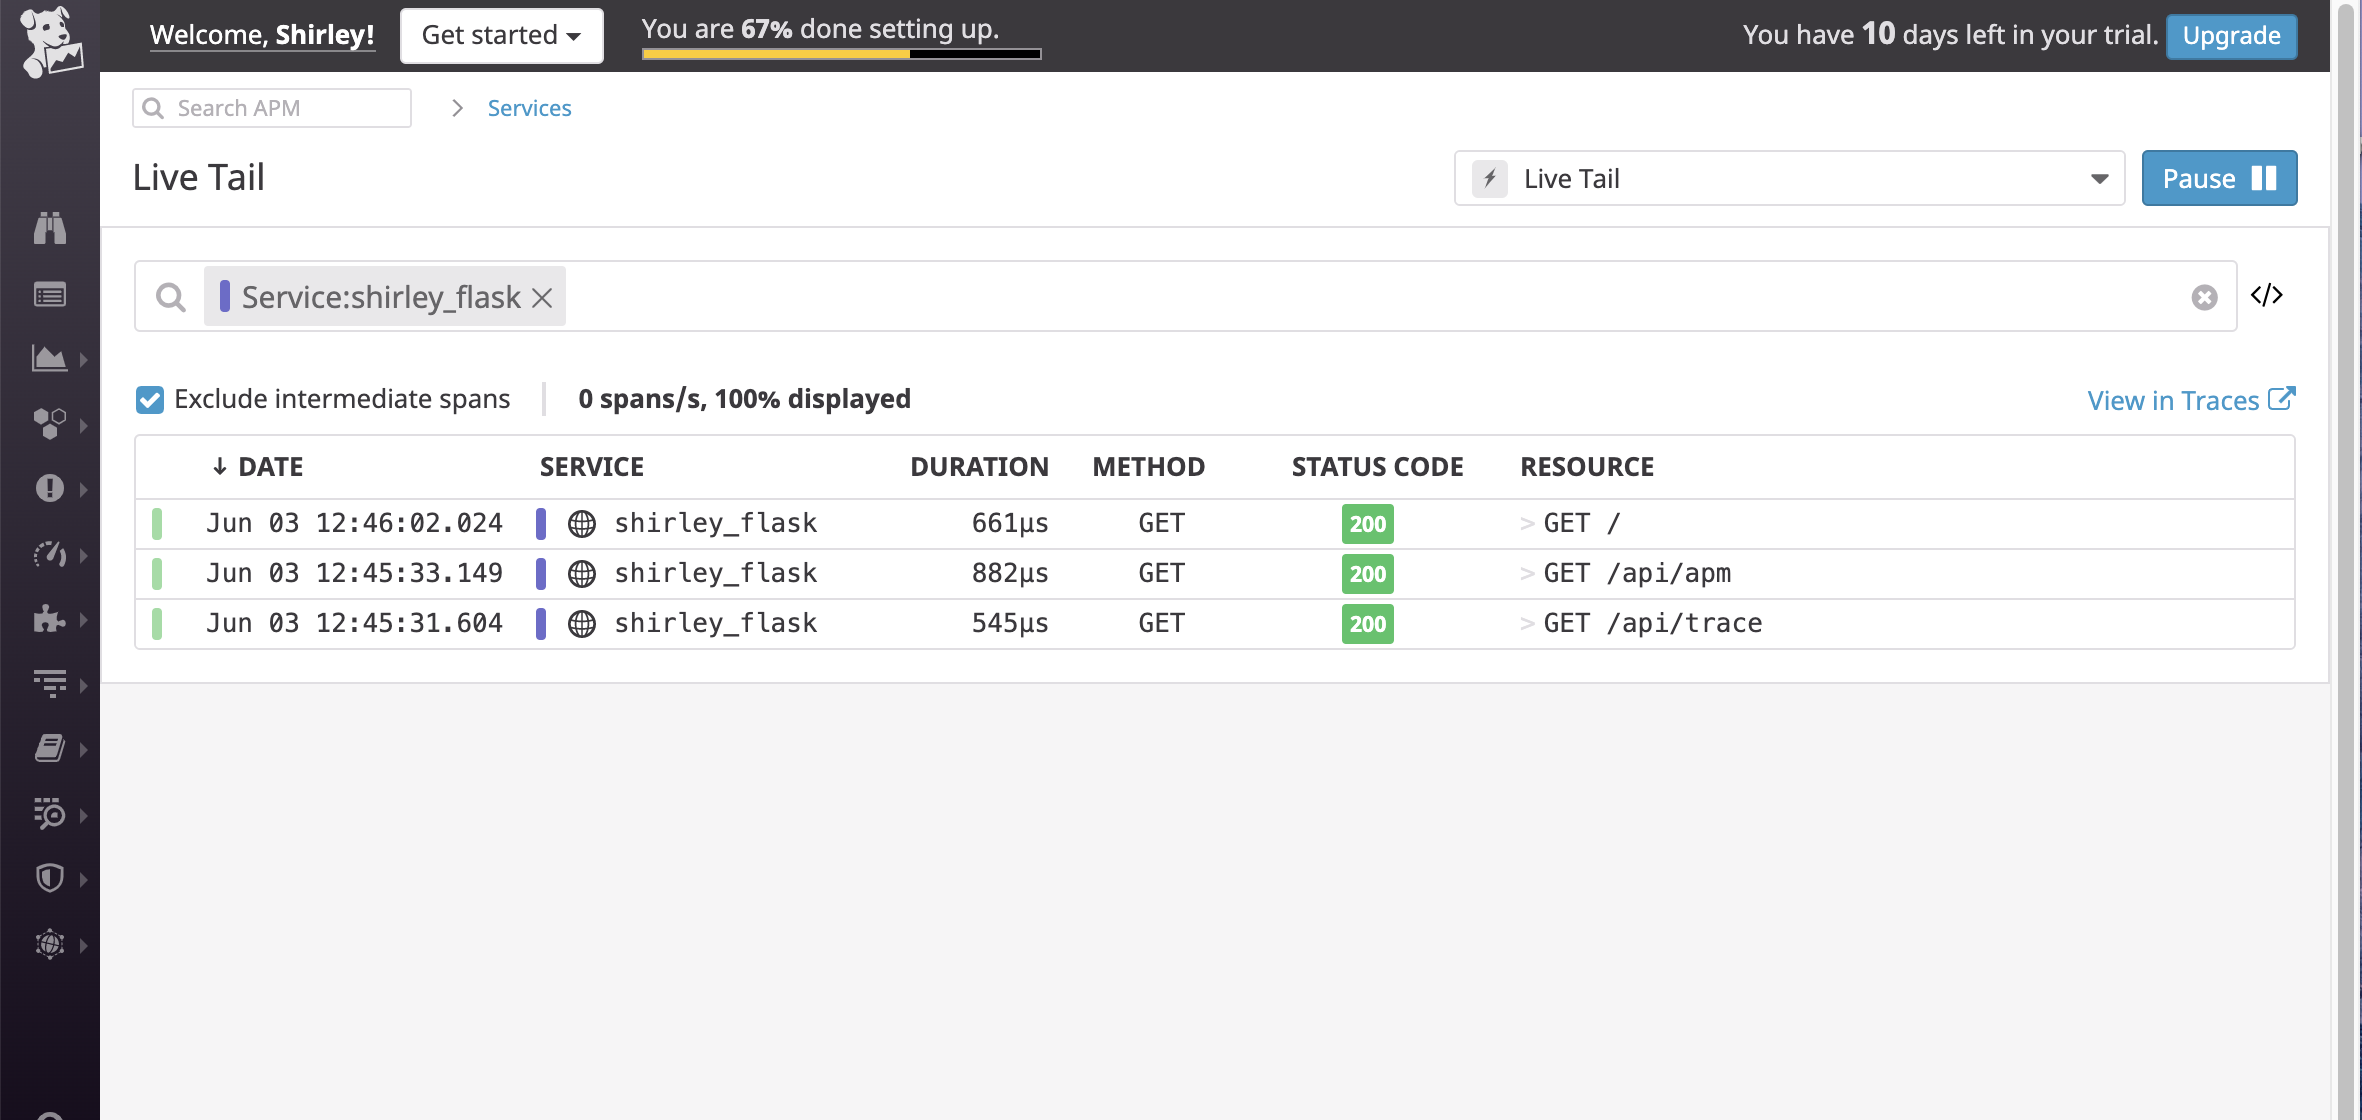 Welcome, Shirley!
Get started
You are 67% done setting up.
You have 10 days left in your trial.
Upgrade
Search APM
Services
Live Tail
Live Tail
Pause
Service:shirley_flask
</>
Exclude intermediate spans
0 spans/s, 100% displayed
View in Traces
↓ DATE SERVICE DURATION METHOD STATUS CODE RESOURCE
Jun 03 12:46:02.024 shirley_flask 661µs GET 200 > GET /
Jun 03 12:45:33.149 shirley_flask 882µs GET 200 > GET /api/apm
Jun 03 12:45:31.604 shirley_flask 545µs GET 200 > GET /api/trace